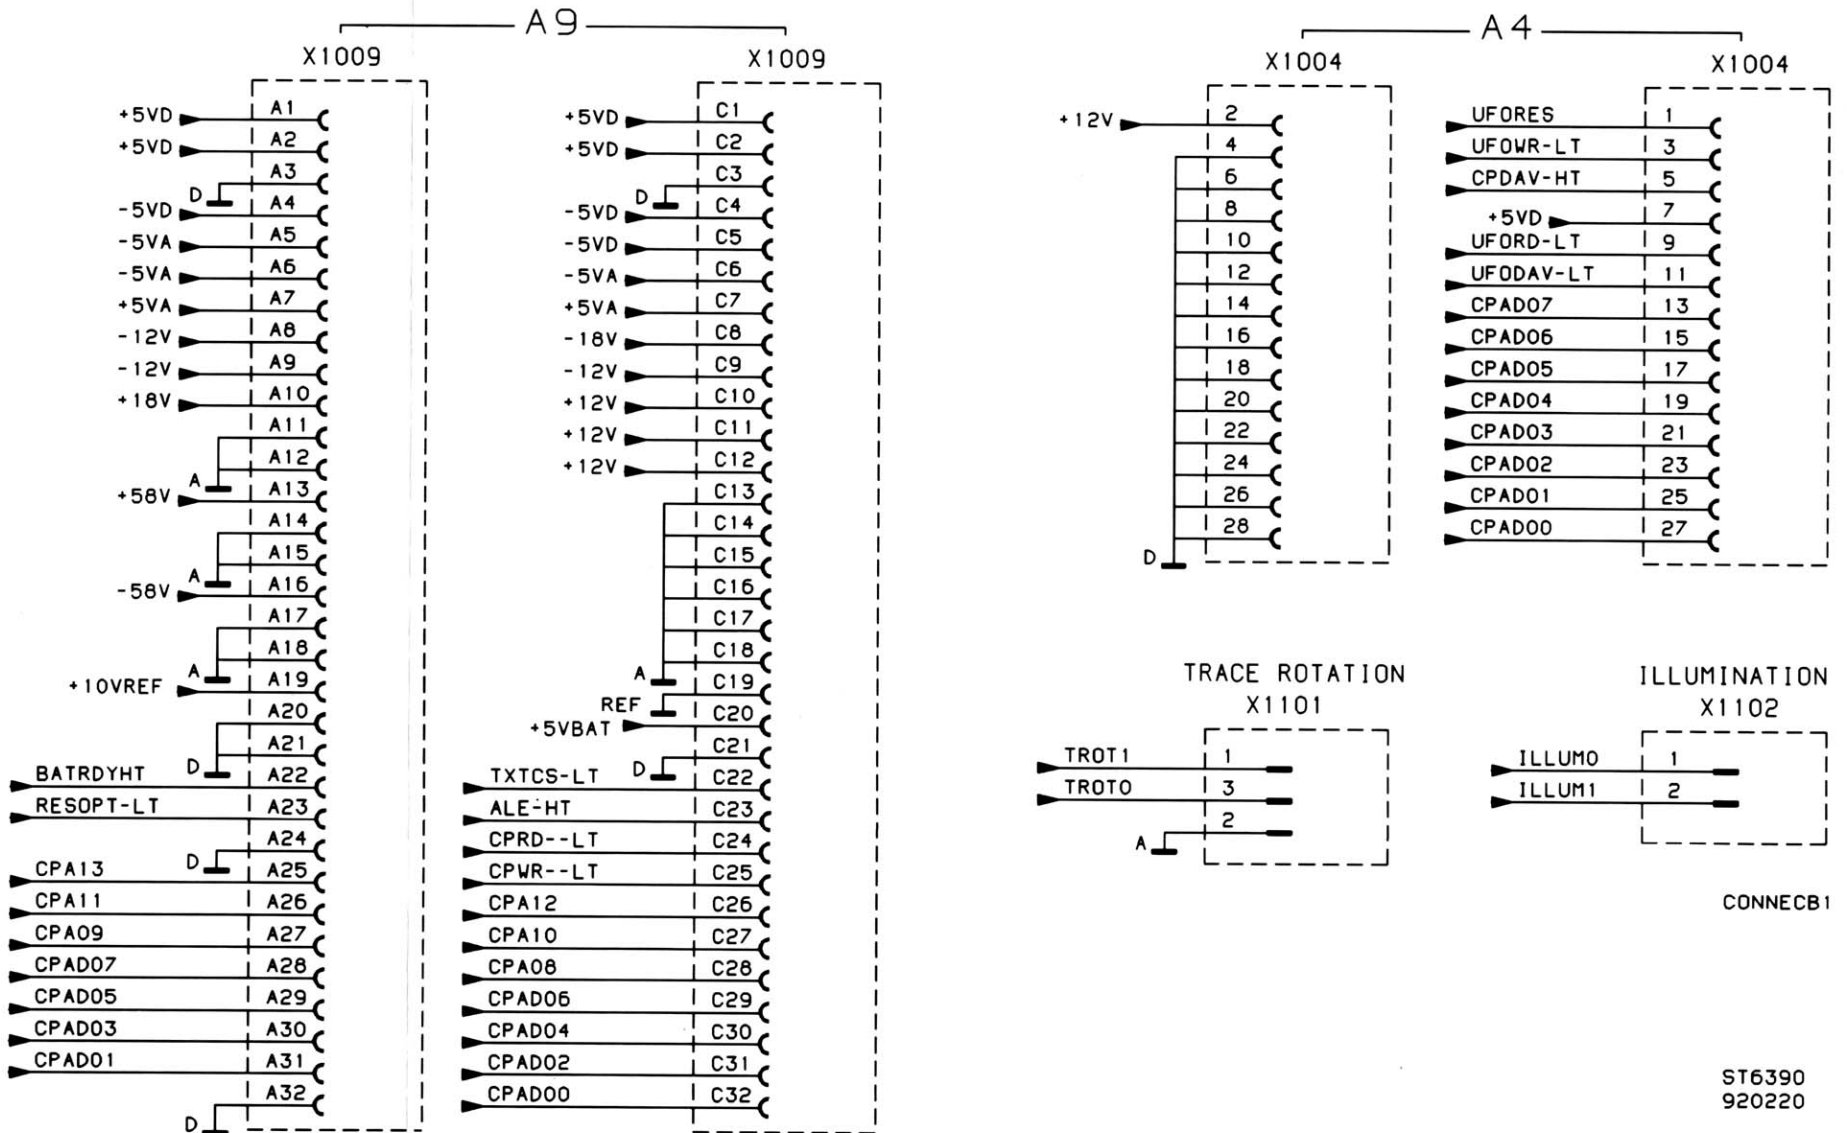 A9
X1009
+5VD A1
+5VD A2
A3
D
-5VD A4
-5VA A5
-5VA A6
+5VA A7
-12V A8
-12V A9
+18V A10
A11
A12
A
+58V A13
A14
A15
A
-58V A16
A17
A18
A
+10VREF A19
A20
A21
D
BATRDYHT A22
RESOPT-LT A23
A24
D
CPA13 A25
CPA11 A26
CPA09 A27
CPAD07 A28
CPAD05 A29
CPAD03 A30
CPAD01 A31
A32
D
X1009
+5VD C1
+5VD C2
C3
D
-5VD C4
-5VD C5
-5VA C6
+5VA C7
-18V C8
-12V C9
+12V C10
+12V C11
+12V C12
C13
C14
C15
C16
C17
C18
A
C19
REF
+5VBAT C20
C21
D
TXTCS-LT C22
ALE-HT C23
CPRD--LT C24
CPWR--LT C25
CPA12 C26
CPA10 C27
CPA08 C28
CPAD06 C29
CPAD04 C30
CPAD02 C31
CPAD00 C32
A4
X1004
+12V 2
4
6
8
10
12
14
16
18
20
22
24
26
28
D
X1004
UFORES 1
UFOWR-LT 3
CPDAV-HT 5
+5VD 7
UFORD-LT 9
UFODAV-LT 11
CPAD07 13
CPAD06 15
CPAD05 17
CPAD04 19
CPAD03 21
CPAD02 23
CPAD01 25
CPAD00 27
TRACE ROTATION
X1101
TROT1 1
TROT0 3
2
A
ILLUMINATION
X1102
ILLUM0 1
ILLUM1 2
CONNECB1
ST6390
920220